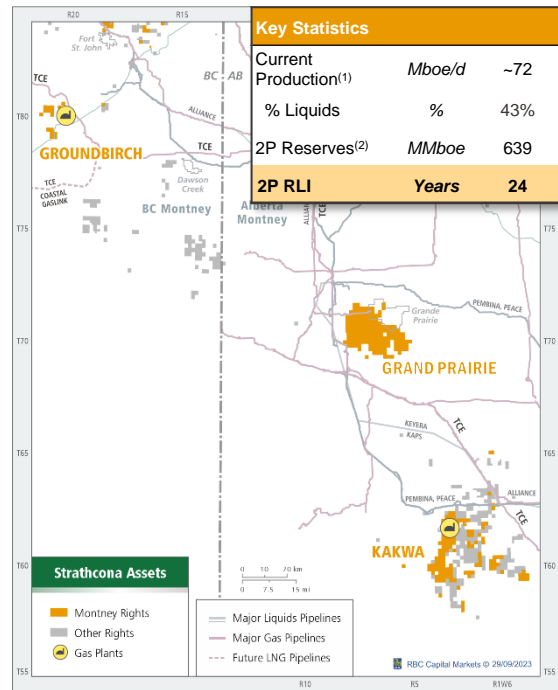 R20
R15
Key Statistics
Current Production(1) Mboe/d ~72
% Liquids % 43%
2P Reserves(2) MMboe 639
2P RLI Years 24
Fort
St. John
TCE
BC
AB
T80
ALLIANCE
GROUNDBIRCH
TCE
TCE
COASTAL
GASLINK
Dawson
Creek
BC Montney
Alberta
Montney
ALLIANCE
TCE
T75
T75
PEMBINA, PEACE
Grande
Prairie
T70
T70
GRAND PRAIRIE
KEYERA
KAPS
TCE
T65
T65
PEMBINA, PEACE
ALLIANCE
TCE
KAKWA
T60
T60
Strathcona Assets
Montney Rights
Other Rights
Gas Plants
0 10 20 km
0 7.5 15 mi
Major Liquids Pipelines
Major Gas Pipelines
Future LNG Pipelines
RBC Capital Markets © 29/09/2023
T55
T55
R10
R5
R1W6